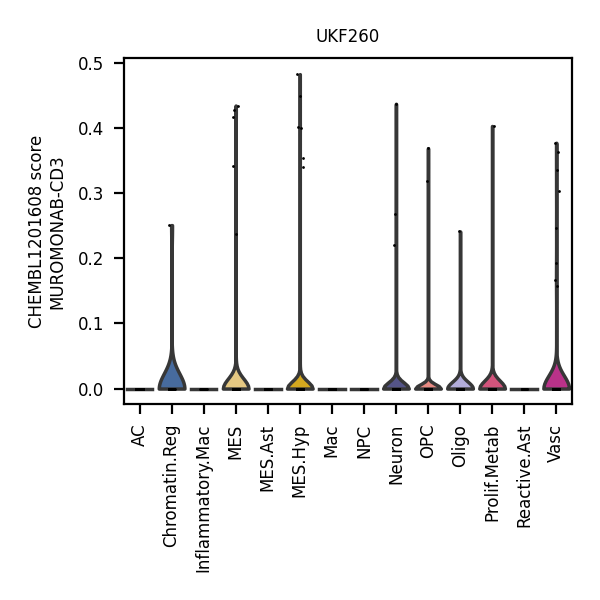 UKF260
CHEMBL1201608 score
MUROMONAB-CD3
0.5
0.4
0.3
0.2
0.1
0.0
AC
Chromatin.Reg
Inflammatory.Mac
MES
MES.Ast
MES.Hyp
Mac
NPC
Neuron
OPC
Oligo
Prolif.Metab
Reactive.Ast
Vasc